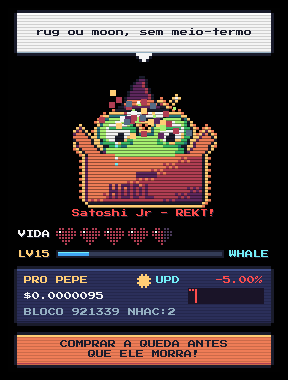 rug ou moon, sem meio-termo
Satoshi Jr - REKT!
VIDA
LV15 WHALE
PRO PEPE UPD -5.00%
$0.0000095
BLOCO 921339 NHAC:2
COMPRAR A QUEDA ANTES
QUE ELE MORRA!